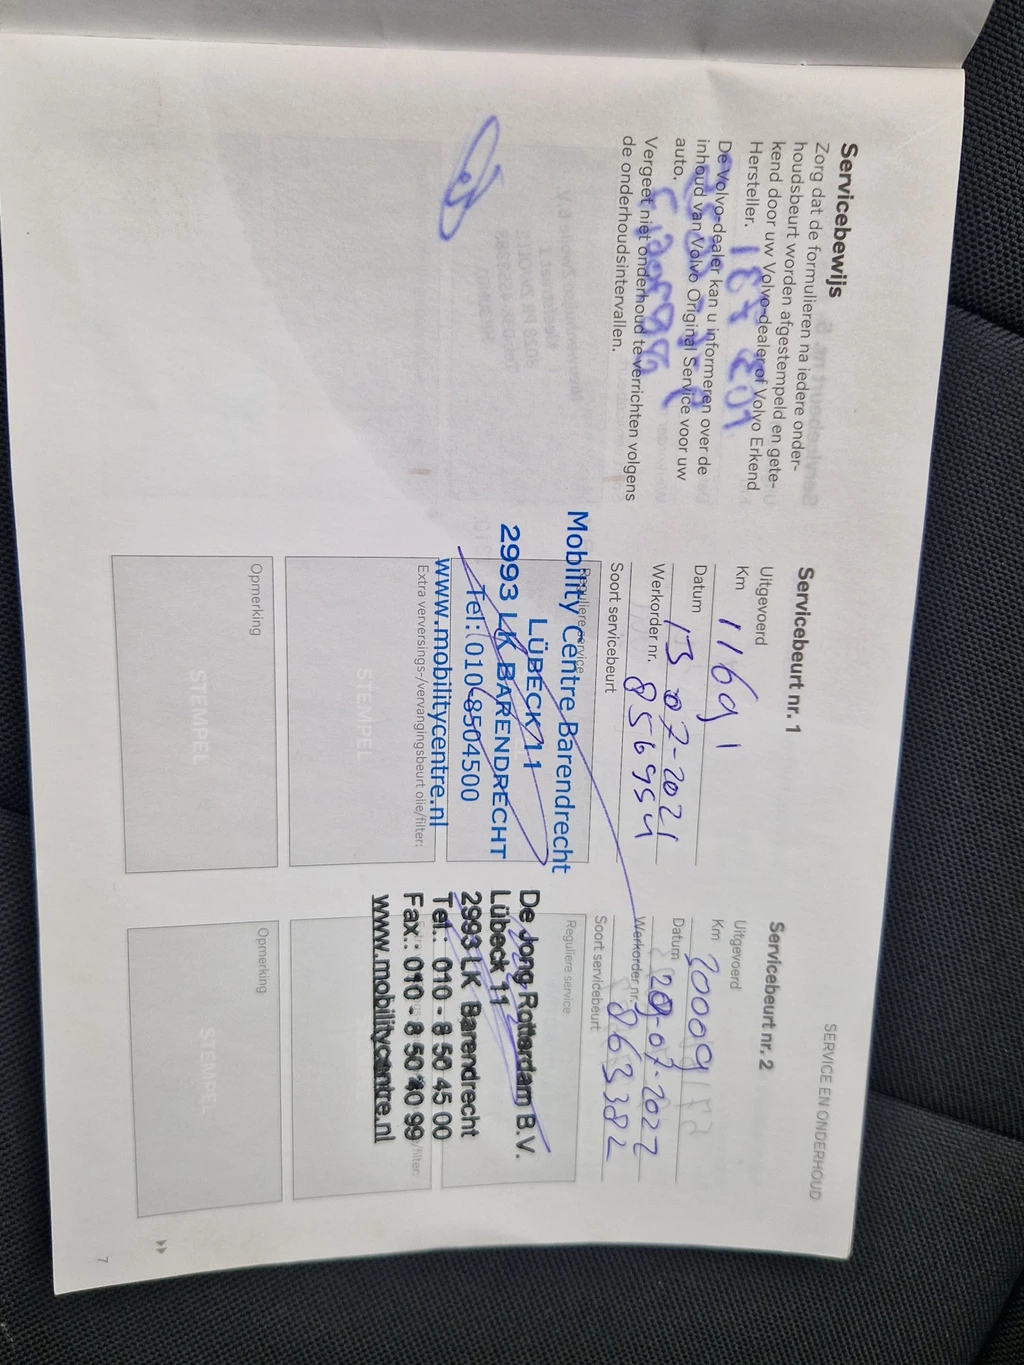 SERVICE EN ONDERHOUD
Servicebewijs
Zorg dat de formulieren na iedere onder-
houdsbeurt worden afgestempeld en gete-
kend door uw Volvo-dealer of Volvo Erkend
Hersteller.
De Volvo-dealer kan u informeren over de
inhoud van Volvo Original Service voor uw
auto.
Vergeet niet onderhoud te verrichten volgens
de onderhoudsintervallen.
Servicebeurt nr. 1
Uitgevoerd
Km 11691
Datum 13 07-2021
Werkorder nr. 856954
Soort servicebeurt
Reguliere service
Mobility Centre Barendrecht
LÜBECK 11
2993 LK BARENDRECHT
Tel: 010-8504500
www.mobilitycentre.nl
Extra verversings-/vervangingsbeurt olie/filter:
STEMPEL
Opmerking
STEMPEL
Servicebeurt nr. 2
Uitgevoerd
Km 20009
Datum 29-07-2022
Werkorder nr. 863382
Soort servicebeurt
Reguliere service
De Jong Rotterdam B.V.
Lübeck 11
2993 LK Barendrecht
Tel.: 010 - 8 50 45 00
Fax.: 010 - 8 50 40 99
/filter:
www.mobilitycentre.nl
Opmerking
STEMPEL
7